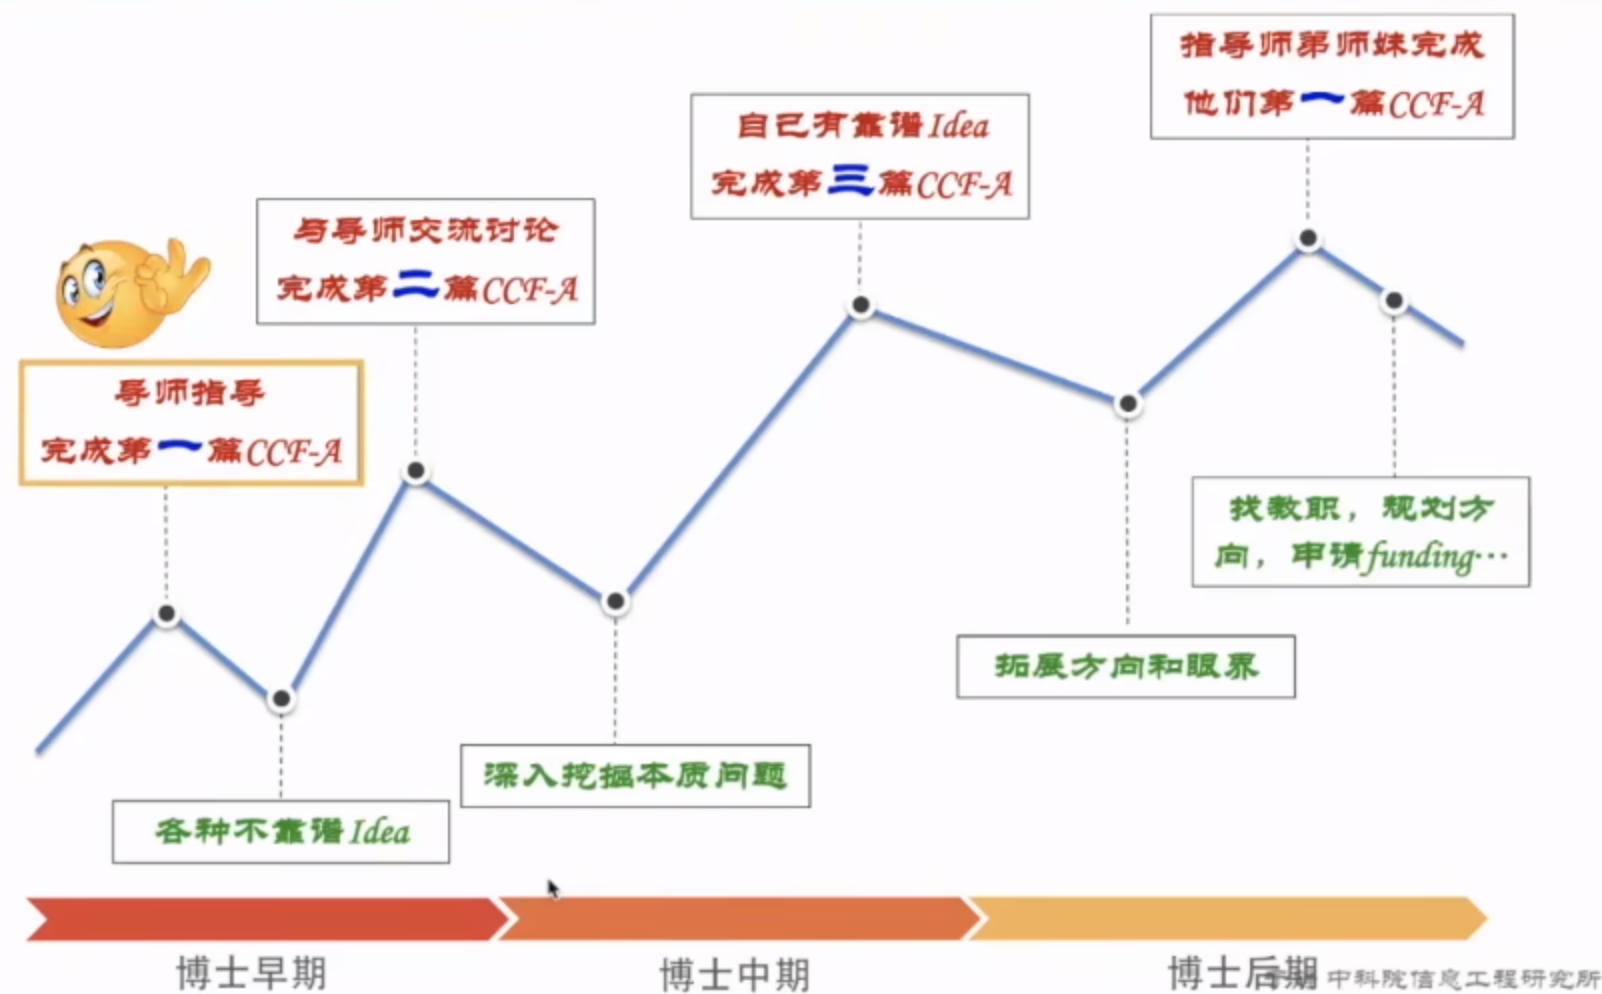 指导师弟师妹完成
他们第一篇CCF-A
自己有靠谱Idea
完成第三篇CCF-A
与导师交流讨论
完成第二篇CCF-A
导师指导
完成第一篇CCF-A
找教职，规划方
向，申请funding…
拓展方向和眼界
深入挖掘本质问题
各种不靠谱Idea
博士早期
博士中期
博士后期
中科院信息工程研究所